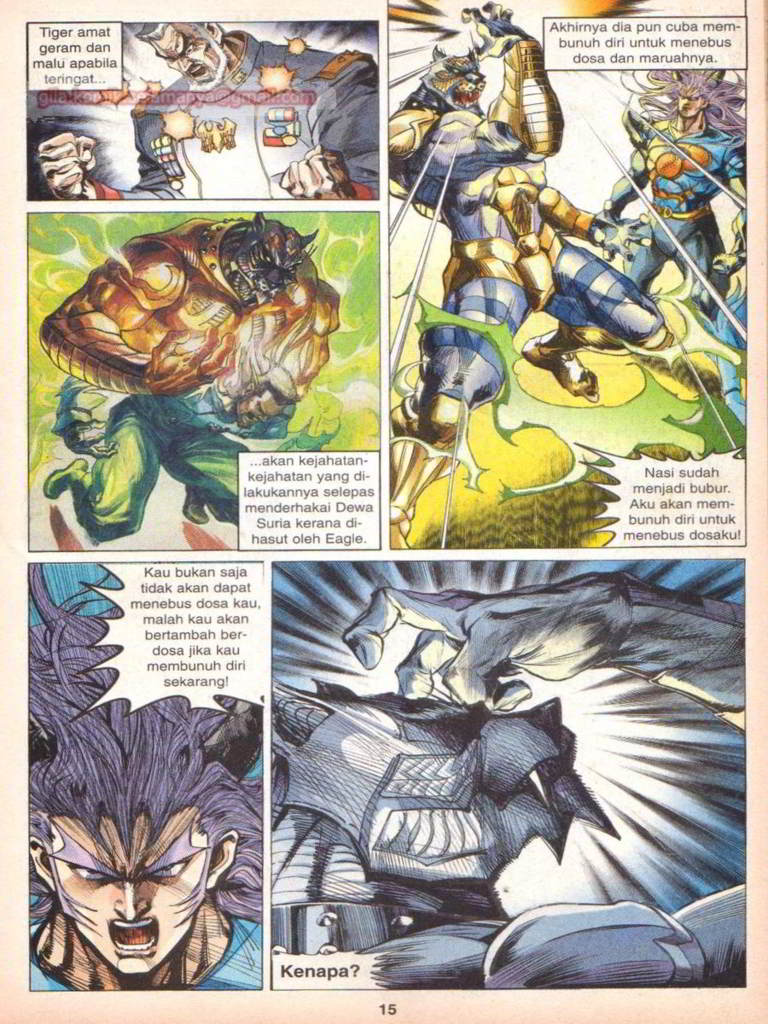 Tiger amat
geram dan
malu apabila
teringat...
...akan kejahatan-
kejahatan yang di-
lakukannya selepas
menderhakai Dewa
Suria kerana di-
hasut oleh Eagle.
Akhirnya dia pun cuba mem-
bunuh diri untuk menebus
dosa dan maruahnya.
Nasi sudah
menjadi bubur.
Aku akan mem-
bunuh diri untuk
menebus dosaku!
Kau bukan saja
tidak akan dapat
menebus dosa kau,
malah kau akan
bertambah ber-
dosa jika kau
membunuh diri
sekarang!
Kenapa?
15